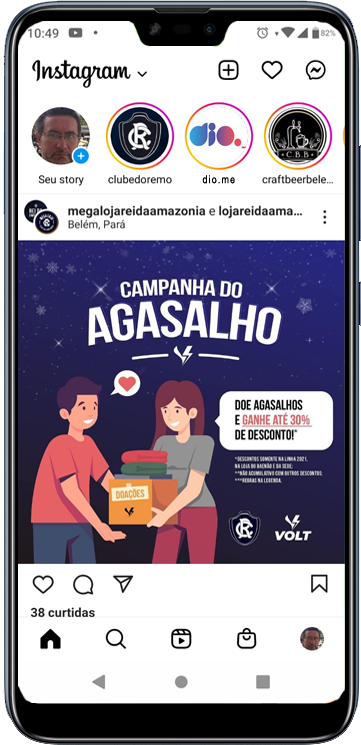 10:49
82%
Instagram
Seu story
clubedoremo
dio.
dio.me
C.B.B
craftbeerbele...
megalojareidaamazonia e lojareidaama...
Belém, Pará
CAMPANHA DO
AGASALHO
DOE AGASALHOS
E GANHE ATÉ 30%
DE DESCONTO!*
*DESCONTOS SOMENTE NA LINHA 2021,
NA LOJA DO BAENÃO E DA SEDE;
**NÃO ACUMULATIVO COM OUTROS DESCONTOS;
***REGRAS NA LEGENDA.
DOAÇÕES
VOLT
38 curtidas